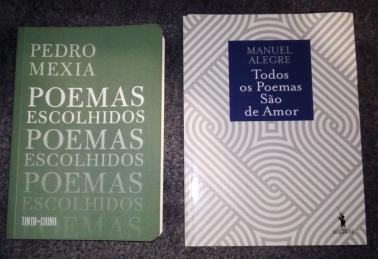 PEDRO
MEXIA
POEMAS
ESCOLHIDOS
POEMAS
ESCOLHIDOS
POEMAS
ESCOLHIDOS
POEMAS
TINTA-DA-CHINA
MANUEL
ALEGRE
Todos
os Poemas
São
de Amor